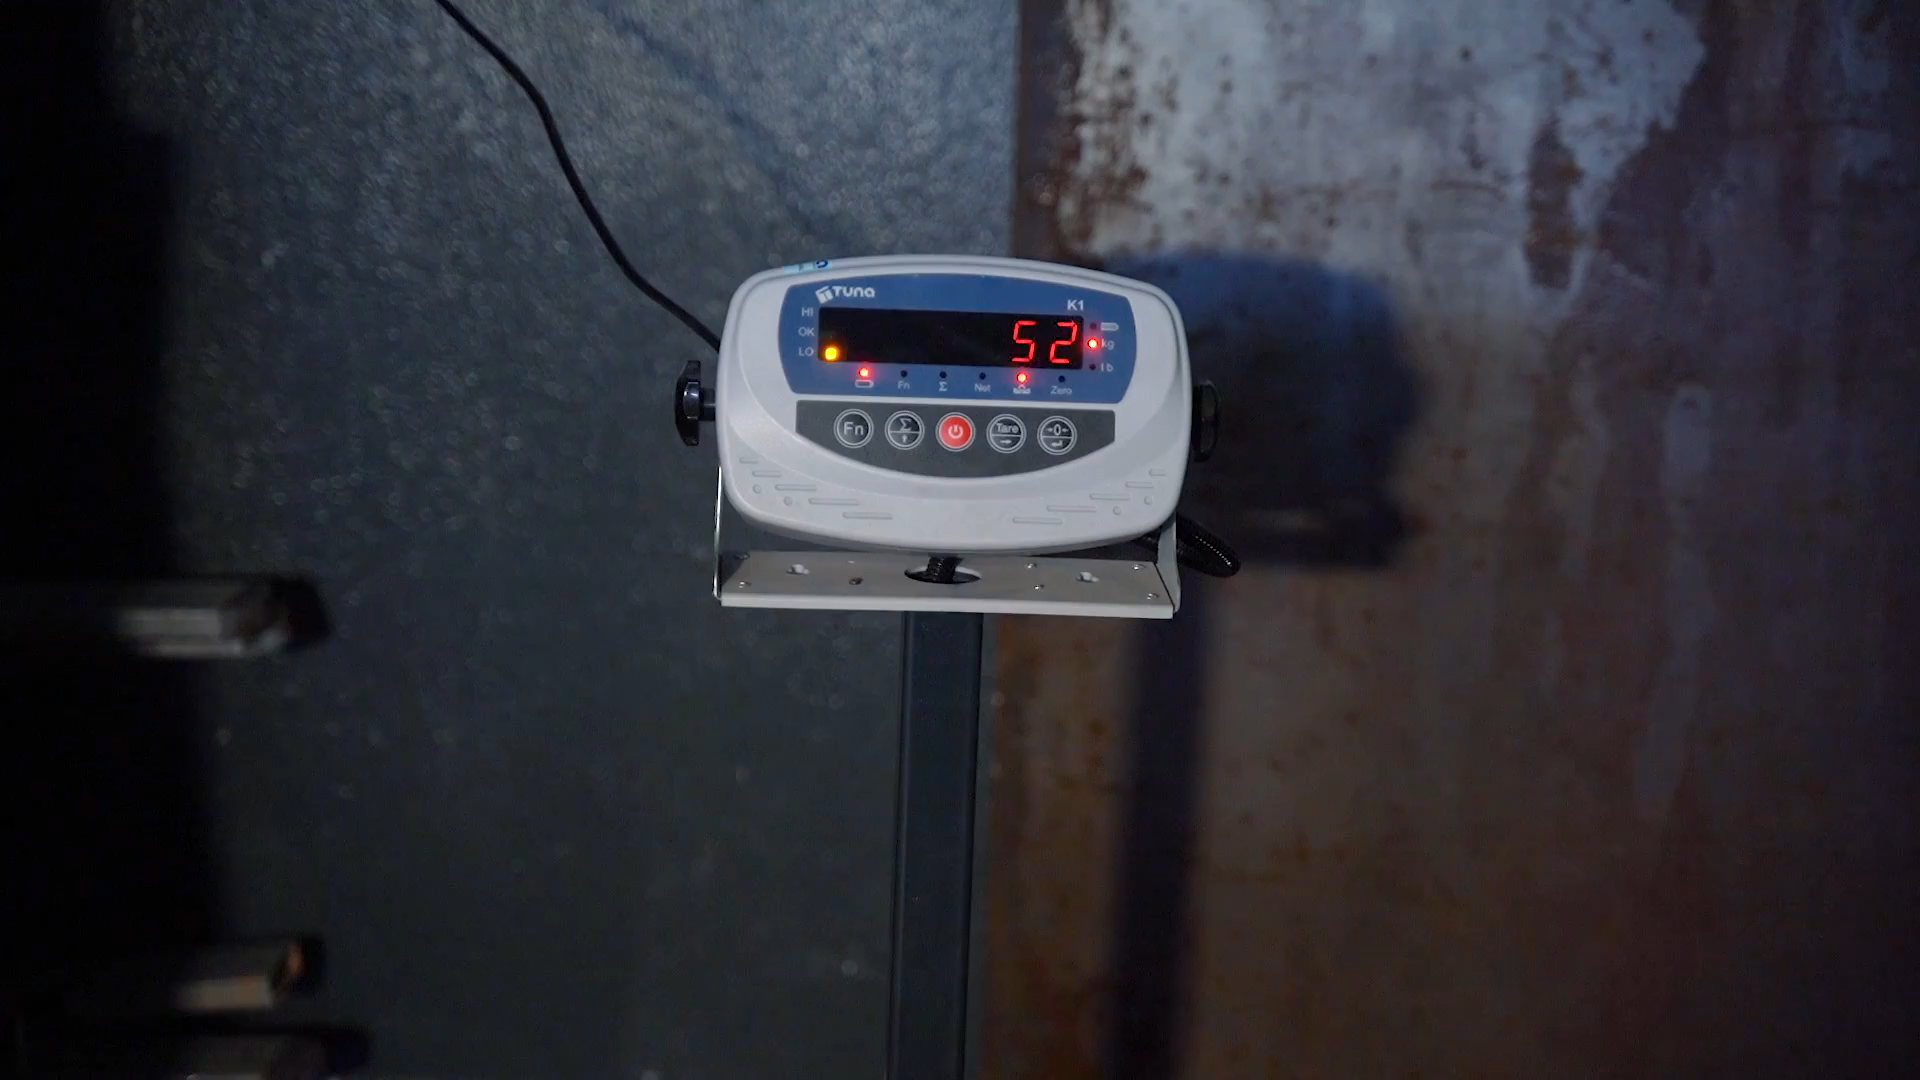 Tuna
K1
HI
OK
LO
52
kg
lb
Fn Σ Net Zero
Fn Σ Tare →0←